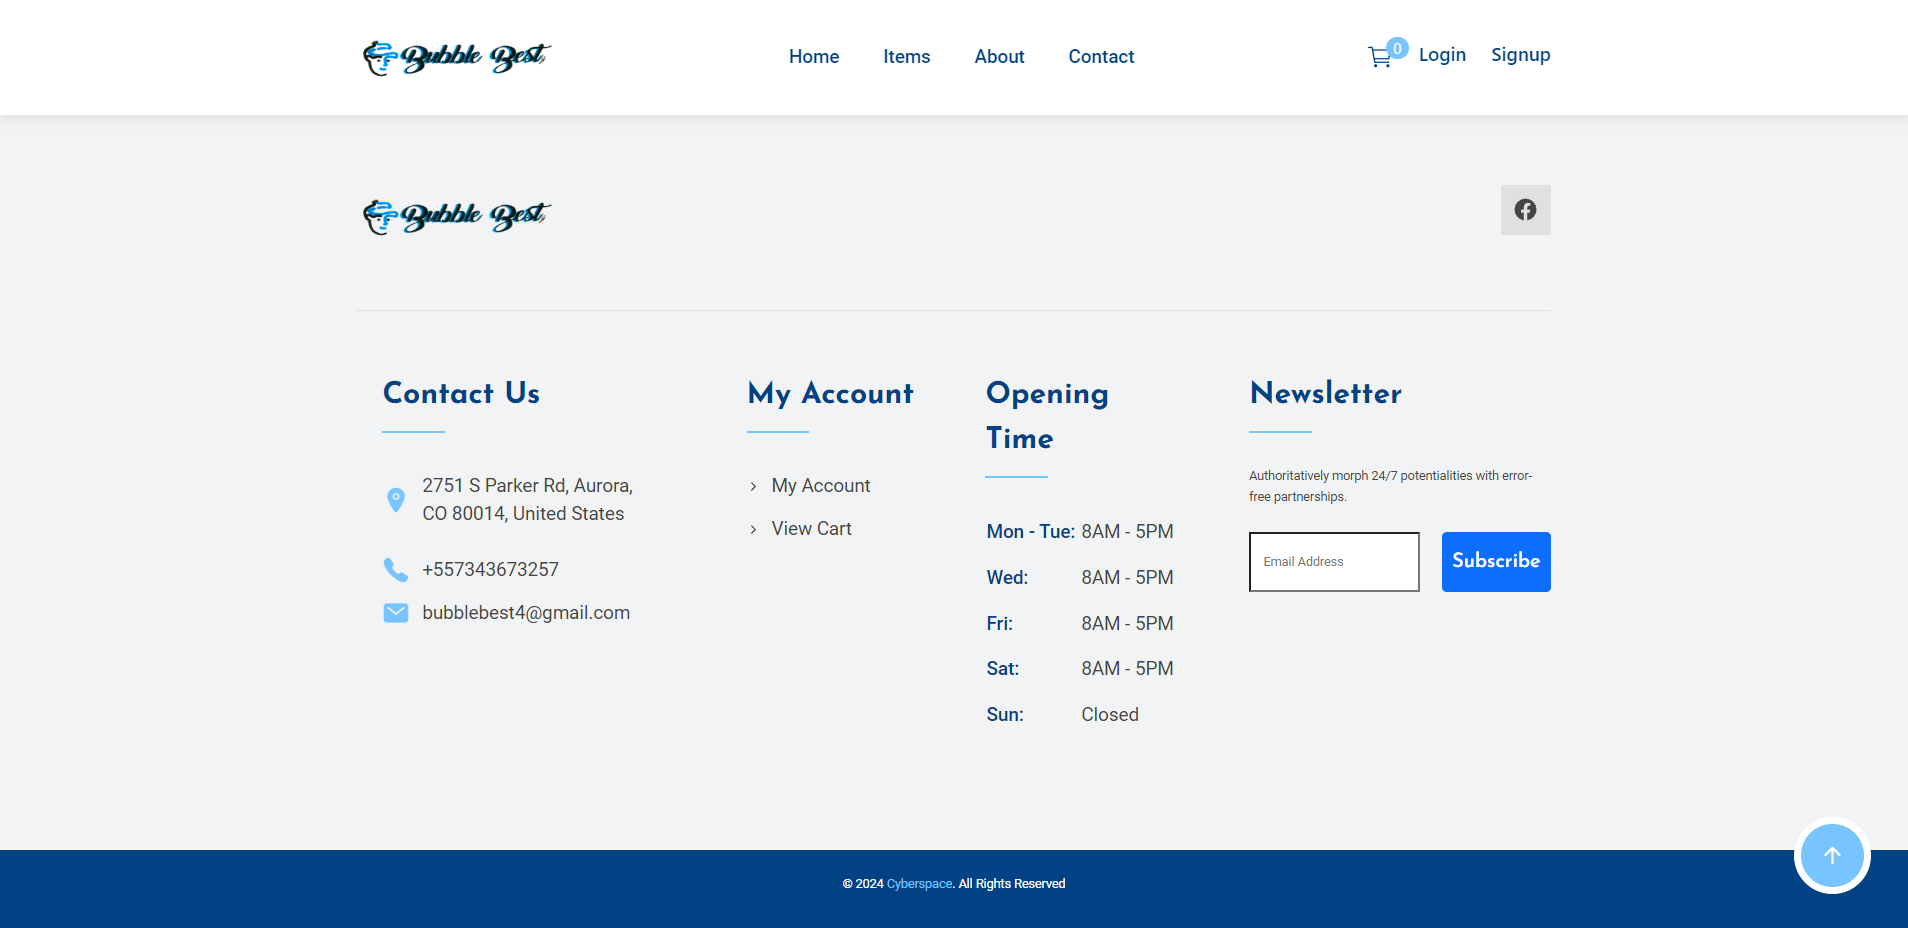 Bubble Best
Home Items About Contact
0 Login Signup
Bubble Best
Contact Us
2751 S Parker Rd, Aurora,
CO 80014, United States
+557343673257
bubblebest4@gmail.com
My Account
My Account
View Cart
Opening
Time
Mon - Tue: 8AM - 5PM
Wed: 8AM - 5PM
Fri: 8AM - 5PM
Sat: 8AM - 5PM
Sun: Closed
Newsletter
Authoritatively morph 24/7 potentialities with error-
free partnerships.
Email Address
Subscribe
© 2024 Cyberspace. All Rights Reserved